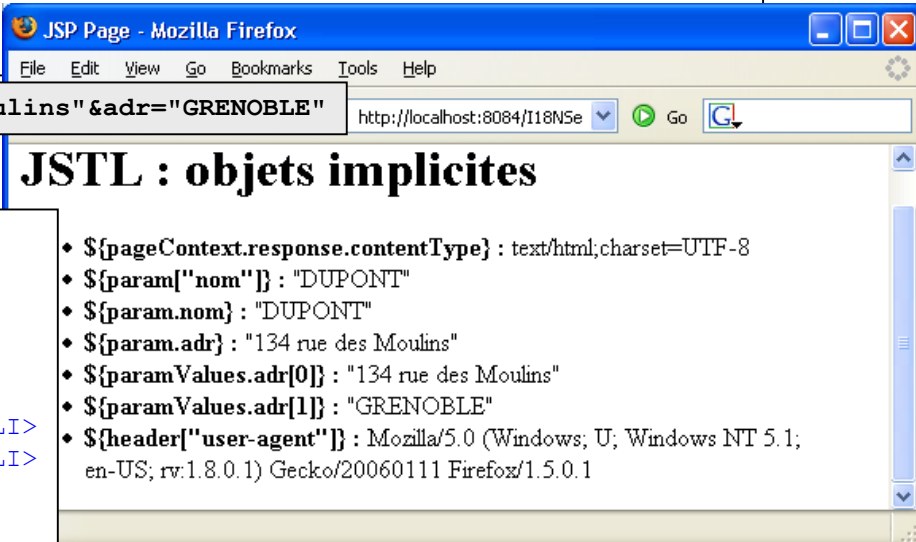 JSP Page - Mozilla Firefox
File Edit View Go Bookmarks Tools Help
ulins"&adr="GRENOBLE"
http://localhost:8084/I18NSe
Go
JSTL : objets implicites
${pageContext.response.contentType} : text/html;charset=UTF-8
${param["nom"]} : "DUPONT"
${param.nom} : "DUPONT"
${param.adr} : "134 rue des Moulins"
${paramValues.adr[0]} : "134 rue des Moulins"
${paramValues.adr[1]} : "GRENOBLE"
LI>
${header["user-agent"]} : Mozilla/5.0 (Windows; U; Windows NT 5.1;
LI>
en-US; rv:1.8.0.1) Gecko/20060111 Firefox/1.5.0.1